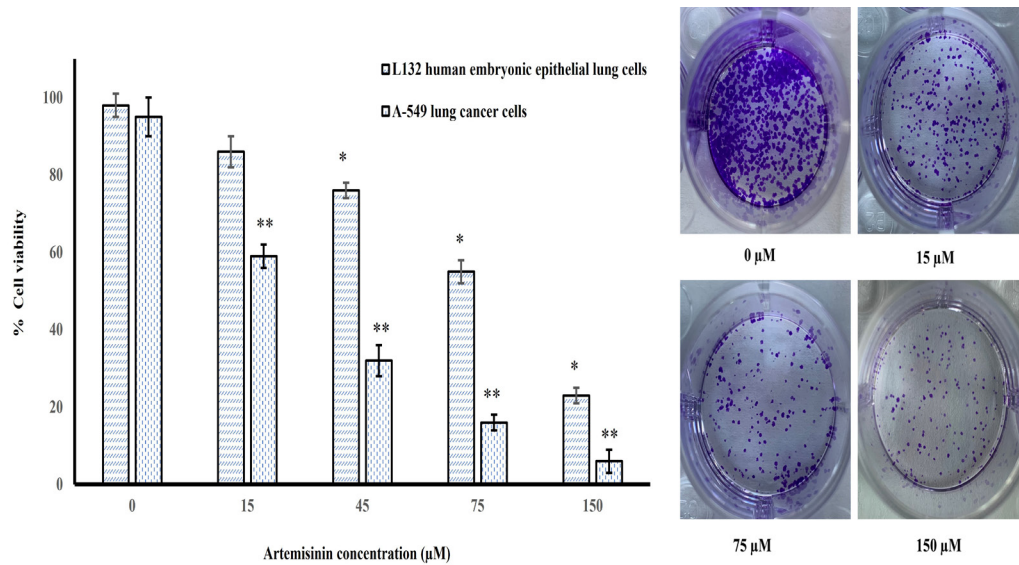 L132 human embryonic epithelial lung cells
A-549 lung cancer cells
% Cell viability
100
80
60
40
20
0
*
**
*
**
*
**
*
**
0
15
45
75
150
Artemisinin concentration (µM)
0 µM
15 µM
75 µM
150 µM